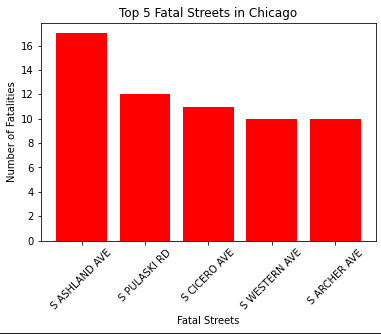 Top 5 Fatal Streets in Chicago
Number of Fatalities
16
14
12
10
8
6
4
2
0
S ASHLAND AVE
S PULASKI RD
S CICERO AVE
S WESTERN AVE
S ARCHER AVE
Fatal Streets